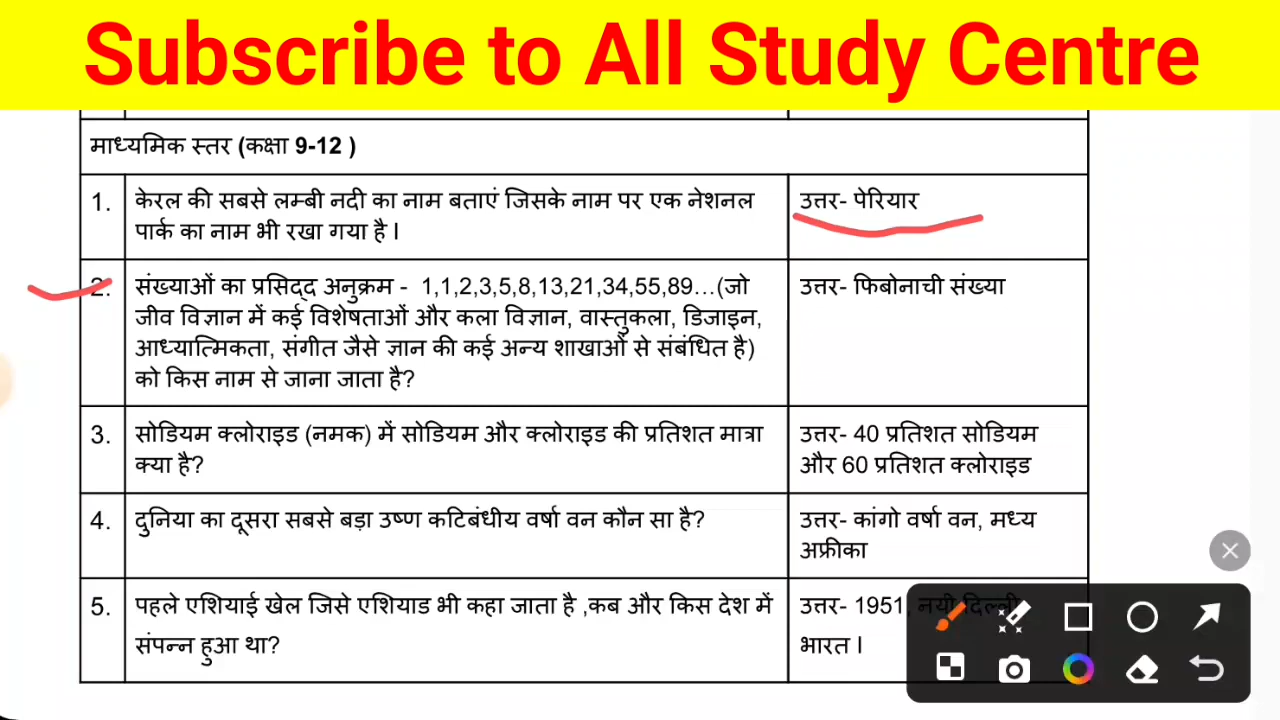 Subscribe to All Study Centre
माध्यमिक स्तर (कक्षा 9-12 )
1. केरल की सबसे लम्बी नदी का नाम बताएं जिसके नाम पर एक नेशनल उत्तर- पेरियार
पार्क का नाम भी रखा गया है I
2. संख्याओं का प्रसिद्द अनुक्रम - 1,1,2,3,5,8,13,21,34,55,89...(जो उत्तर- फिबोनाची संख्या
जीव विज्ञान में कई विशेषताओं और कला विज्ञान, वास्तुकला, डिजाइन,
आध्यात्मिकता, संगीत जैसे ज्ञान की कई अन्य शाखाओं से संबंधित है)
को किस नाम से जाना जाता है?
3. सोडियम क्लोराइड (नमक) में सोडियम और क्लोराइड की प्रतिशत मात्रा उत्तर- 40 प्रतिशत सोडियम
क्या है? और 60 प्रतिशत क्लोराइड
4. दुनिया का दूसरा सबसे बड़ा उष्ण कटिबंधीय वर्षा वन कौन सा है? उत्तर- कांगो वर्षा वन, मध्य
अफ्रीका
5. पहले एशियाई खेल जिसे एशियाड भी कहा जाता है ,कब और किस देश में उत्तर- 1951, नयी दिल्ली
संपन्न हुआ था? भारत I